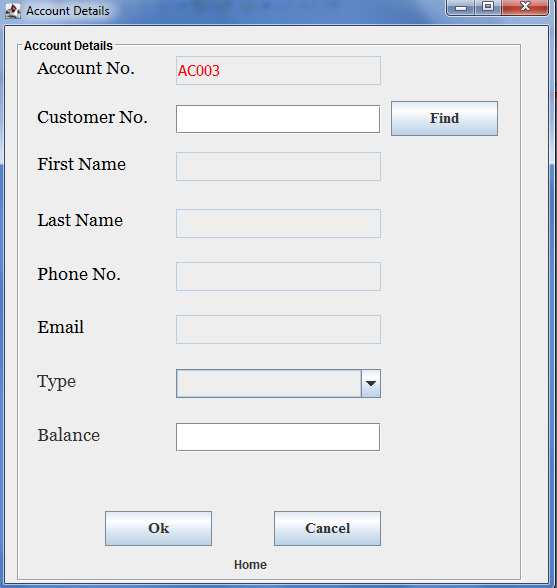 Account Details
Account Details
Account No. AC003
Customer No. Find
First Name
Last Name
Phone No.
Email
Type
Balance
Ok Cancel
Home